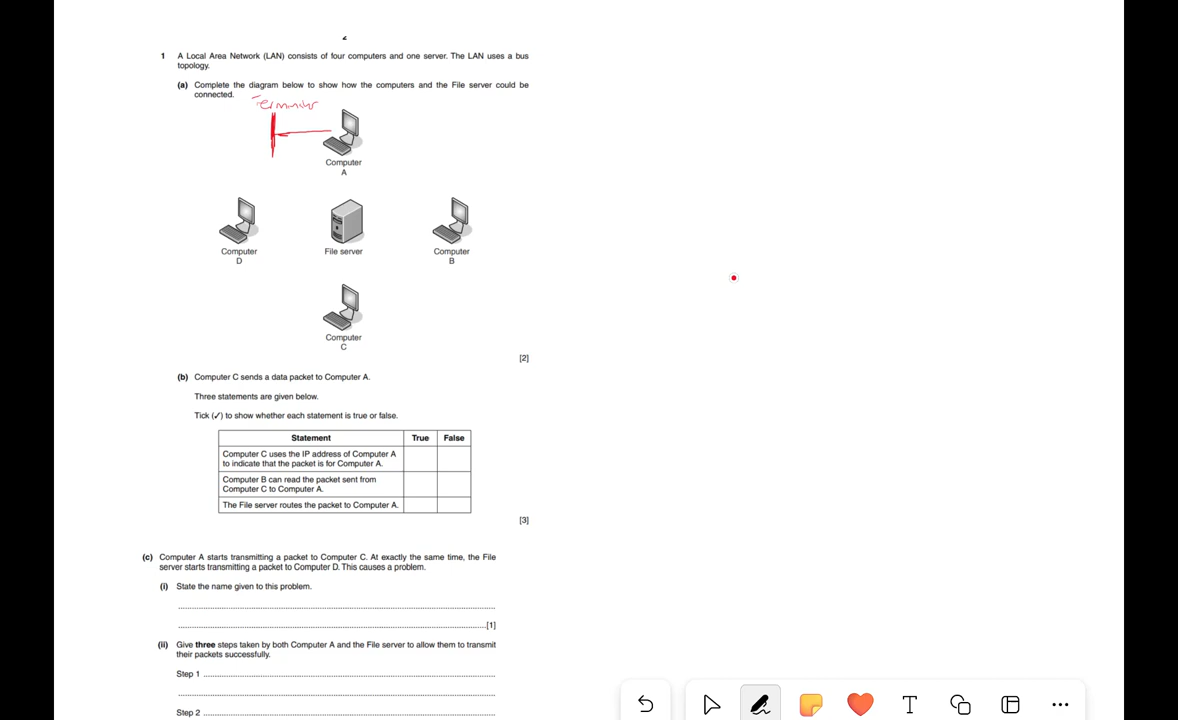 2
1 A Local Area Network (LAN) consists of four computers and one server. The LAN uses a bus
topology.
(a) Complete the diagram below to show how the computers and the File server could be
connected.
Computer
A
Computer
D
File server
Computer
B
Computer
C
[2]
(b) Computer C sends a data packet to Computer A.
Three statements are given below.
Tick (✓) to show whether each statement is true or false.
Statement True False
Computer C uses the IP address of Computer A
to indicate that the packet is for Computer A.
Computer B can read the packet sent from
Computer C to Computer A.
The File server routes the packet to Computer A.
[3]
(c) Computer A starts transmitting a packet to Computer C. At exactly the same time, the File
server starts transmitting a packet to Computer D. This causes a problem.
(i) State the name given to this problem.
[1]
(ii) Give three steps taken by both Computer A and the File server to allow them to transmit
their packets successfully.
Step 1
Step 2
T